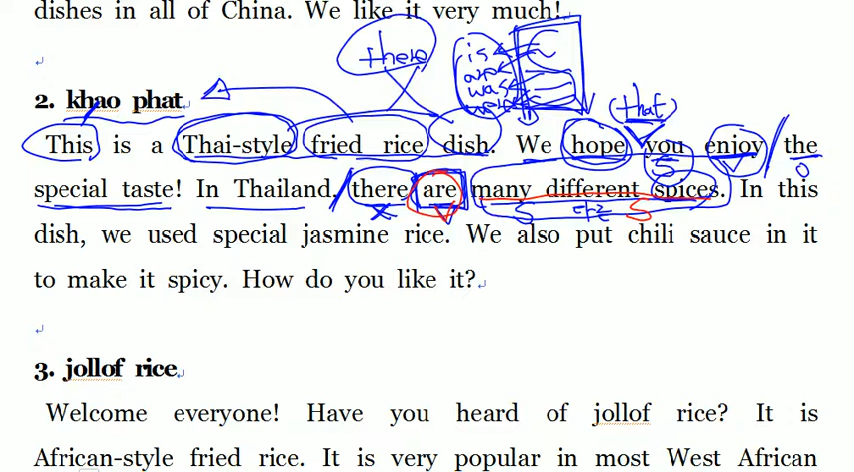 dishes in all of China. We like it very much!
there
is
are
was
were
2. khao phat
(that)
This is a Thai-style fried rice dish. We hope you enjoy the
S V O
special taste! In Thailand, there are many different spices. In this
V S
dish, we used special jasmine rice. We also put chili sauce in it
to make it spicy. How do you like it?
3. jollof rice
Welcome everyone! Have you heard of jollof rice? It is
African-style fried rice. It is very popular in most West African